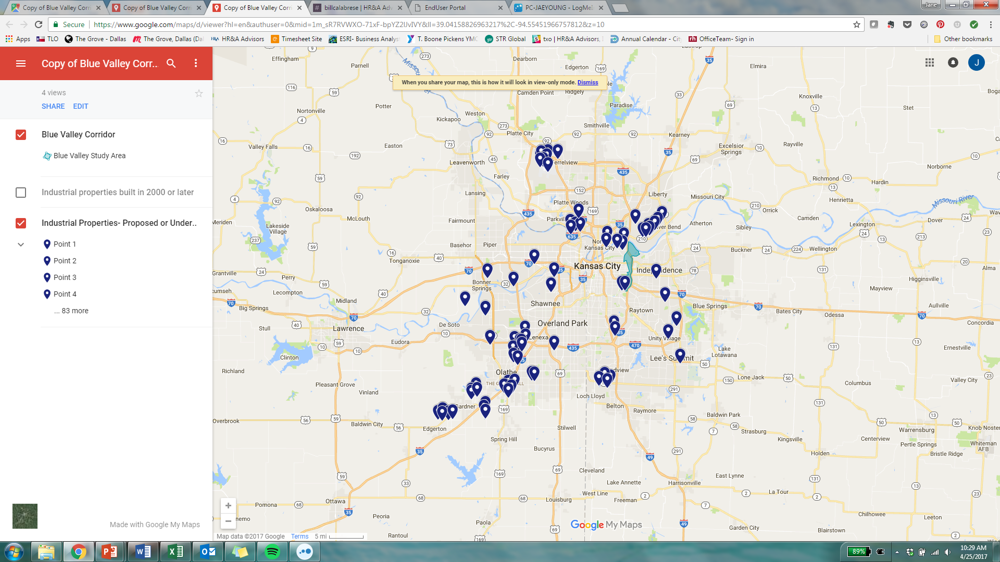 Copy of Blue Valley Corri
Copy of Blue Valley Corri
Copy of Blue Valley Corri
billcalabrese | HR&A Adv
EndUser Portal
PC-JAEYOUNG - LogMeIn
Jane
Secure
https://www.google.com/maps/d/viewer?hl=en&authuser=0&mid=1m_sR7RVWXO-71xF-bpYZ2lJvIVY&ll=39.04158826963217%2C-94.55451966757812&z=10
Apps
TLO
The Grove - Dallas
The Grove, Dallas (Da
HR&A Advisors
Timesheet Site
ESRI- Business Analys
T. Boone Pickens YMC
STR Global
txo | HR&A Advisors,
Annual Calendar - Cit
OfficeTeam- Sign in
Other bookmarks
Copy of Blue Valley Corr..
4 views
SHARE EDIT
Blue Valley Corridor
Blue Valley Study Area
Industrial properties built in 2000 or later
Industrial Properties- Proposed or Under..
Point 1
Point 2
Point 3
Point 4
... 83 more
Made with Google My Maps
When you share your map, this is how it will look in view-only mode. Dismiss
J
Effingham
Parnell
Dearborn
Edgerton
Elmira
Camden Point
Ridgely
Knoxville
Stet
Potter
Nortonville
Weston
Paradise
Kickapoo
Smithville
Platte City
Kearney
Valley Falls
Easton
Excelsior
Springs
Rayville
Leavenworth
Norborne
Farley
Richmond
Hardin
Lansing
Liberty
Missouri City
Henrietta
Platte Woods
Oskaloosa
McLouth
Orrick
Camden
Missouri River
Fairmount
Lakeside
Village
Atherton
Sibley
Lexington
Dover
Waverly
Basehor
Piper
Kansas City
Buckner
Wellington
Tonganoxie
Kansas City
Independence
Alma
Grantville
Perry
Bonner
Springs
Higginsville
Lecompton
Midland
Shawnee
Mayview
Big Springs
Raytown
Blue Springs
Bates City
Odessa
Aullville
Stull
Lawrence
De Soto
Overland Park
Concordia
Lenexa
Eudora
Unity Village
Lake
Lotawana
Ernestville
Clinton
Lee's Summit
Richland
Olathe
Lone Jack
Pleasant Grove
Vinland
Columbus
Valley City
Loch Lloyd
Gardner
Belton
Raymore
Overbrook
Baldwin City
Edgerton
Baldwin Park
Stilwell
Strasburg
Warrensburg
Knob Noster
Spring Hill
Kingsville
Centerview
Pertle Springs
Whiteman
AFB
Bucyrus
Holden
Bristle Ridge
Cleveland
East Lynne
Lake Annette
Harrisonville
West Line
La Tour
Ottawa
Louisburg
Freeman
Pomona
Peoria
Chilhowee
Leeton
Paola
Garden City
Blairstown
Rantoul
Google My Maps
Map data ©2017 Google Terms 5 mi
89%
10:29 AM
4/25/2017